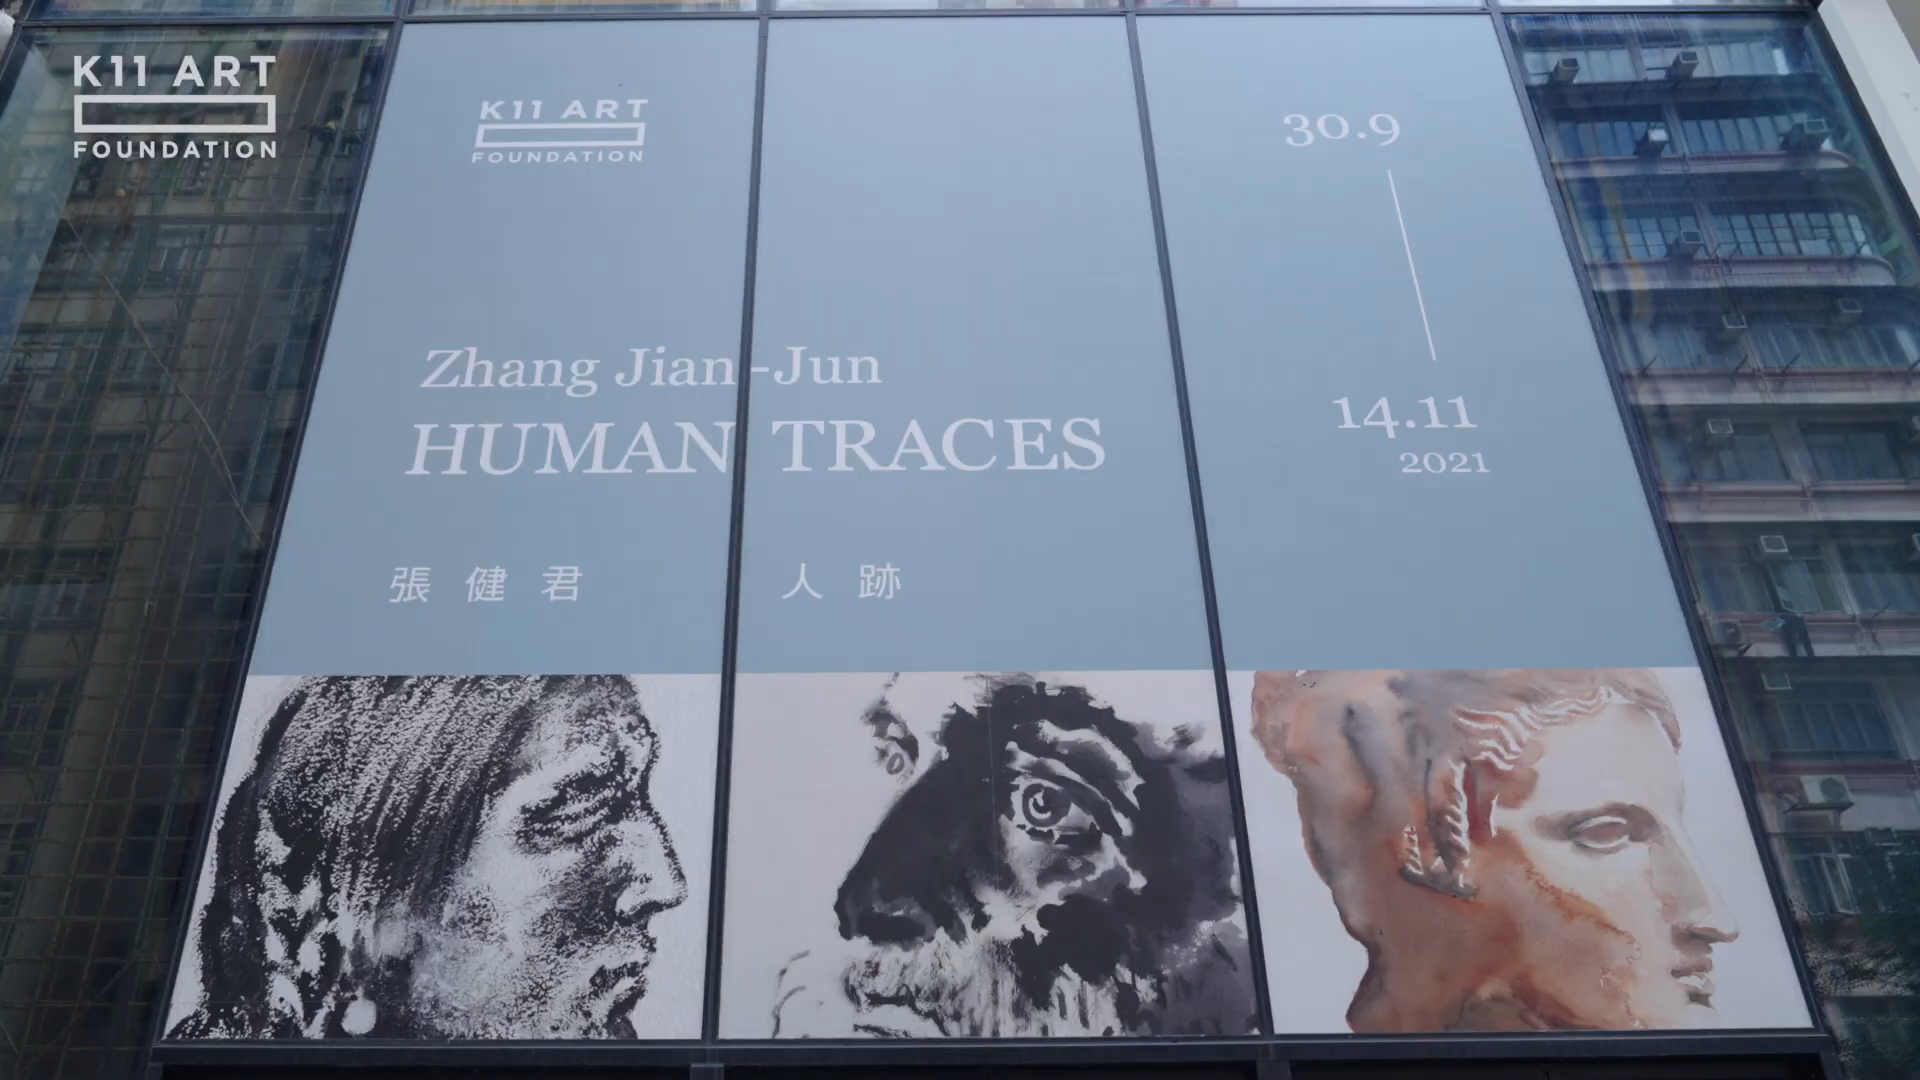 K11 ART
FOUNDATION
K11 ART
FOUNDATION
30.9
14.11
2021
Zhang Jian-Jun
HUMAN TRACES
張健君 人跡